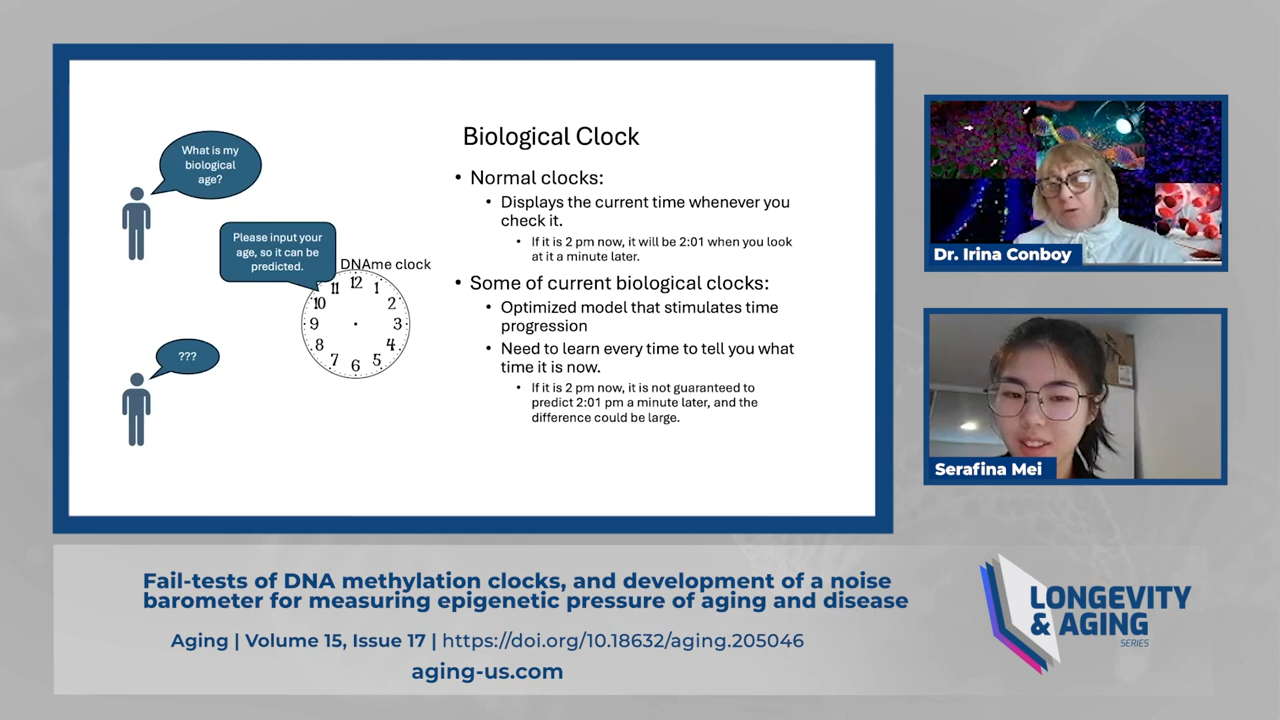 What is my
biological
age?
Please input your
age, so it can be
predicted.
DNAme clock
12
1
2
3
4
5
6
7
8
9
10
11
???
Biological Clock
• Normal clocks:
• Displays the current time whenever you
check it.
• If it is 2 pm now, it will be 2:01 when you look
at it a minute later.
• Some of current biological clocks:
• Optimized model that stimulates time
progression
• Need to learn every time to tell you what
time it is now.
• If it is 2 pm now, it is not guaranteed to
predict 2:01 pm a minute later, and the
difference could be large.
Dr. Irina Conboy
Serafina Mei
Fail-tests of DNA methylation clocks, and development of a noise
barometer for measuring epigenetic pressure of aging and disease
Aging | Volume 15, Issue 17 | https://doi.org/10.18632/aging.205046
aging-us.com
LONGEVITY
& AGING
SERIES